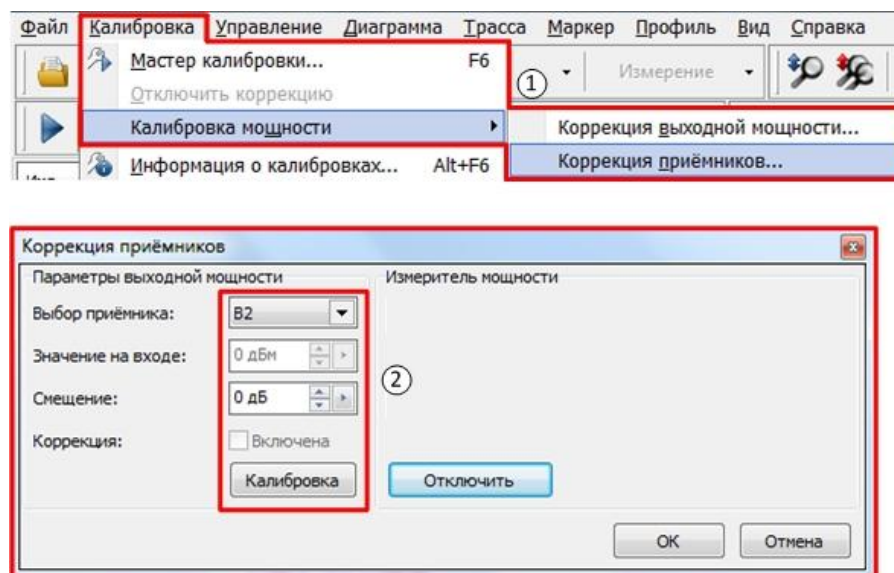 Файл Калибровка Управление Диаграмма Трасса Маркер Профиль Вид Справка
Мастер калибровки... F6
① Измерение
Отключить коррекцию
Калибровка мощности
Коррекция выходной мощности...
Коррекция приёмников...
Информация о калибровках... Alt+F6
Коррекция приёмников
Параметры выходной мощности Измеритель мощности
Выбор приёмника: B2
Значение на входе: 0 дБм
②
Смещение: 0 дБ
Коррекция: Включена
Калибровка Отключить
ОК Отмена